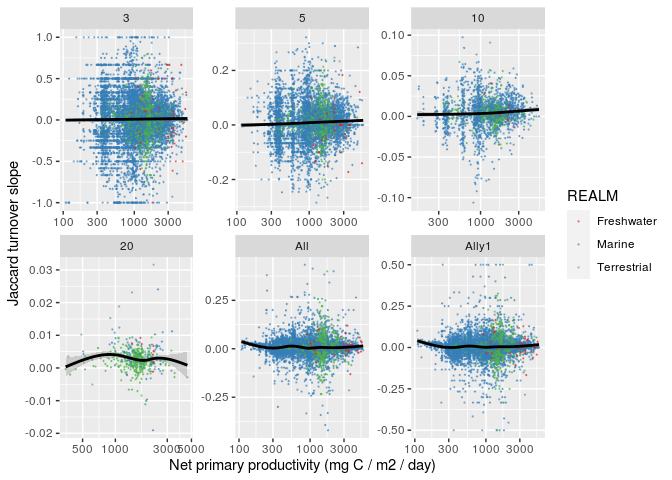 3 5 10
1.0 0.5 0.0 -0.5 -1.0
0.2 0.0 -0.2
0.10 0.05 0.00 -0.05 -0.10
100 300 1000 3000
100 300 1000 3000
300 1000 3000
20 All Ally1
0.03 0.02 0.01 0.00 -0.01 -0.02
0.25 0.00 -0.25
0.50 0.25 0.00 -0.25 -0.50
500 1000 3000 5000
100 300 1000 3000
100 300 1000 3000
Jaccard turnover slope
Net primary productivity (mg C / m2 / day)
REALM
Freshwater
Marine
Terrestrial